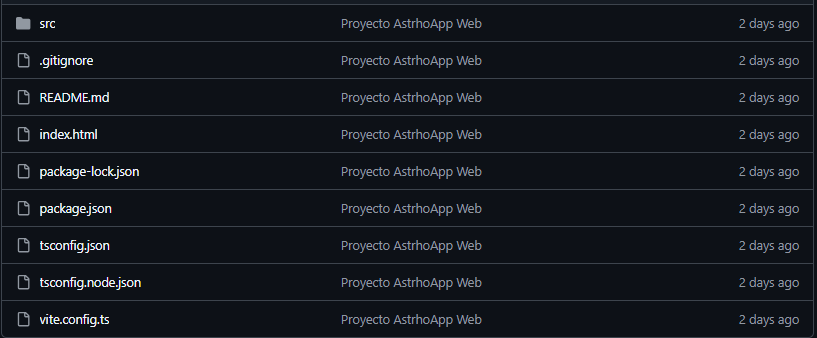 src Proyecto AstrhoApp Web 2 days ago
.gitignore Proyecto AstrhoApp Web 2 days ago
README.md Proyecto AstrhoApp Web 2 days ago
index.html Proyecto AstrhoApp Web 2 days ago
package-lock.json Proyecto AstrhoApp Web 2 days ago
package.json Proyecto AstrhoApp Web 2 days ago
tsconfig.json Proyecto AstrhoApp Web 2 days ago
tsconfig.node.json Proyecto AstrhoApp Web 2 days ago
vite.config.ts Proyecto AstrhoApp Web 2 days ago